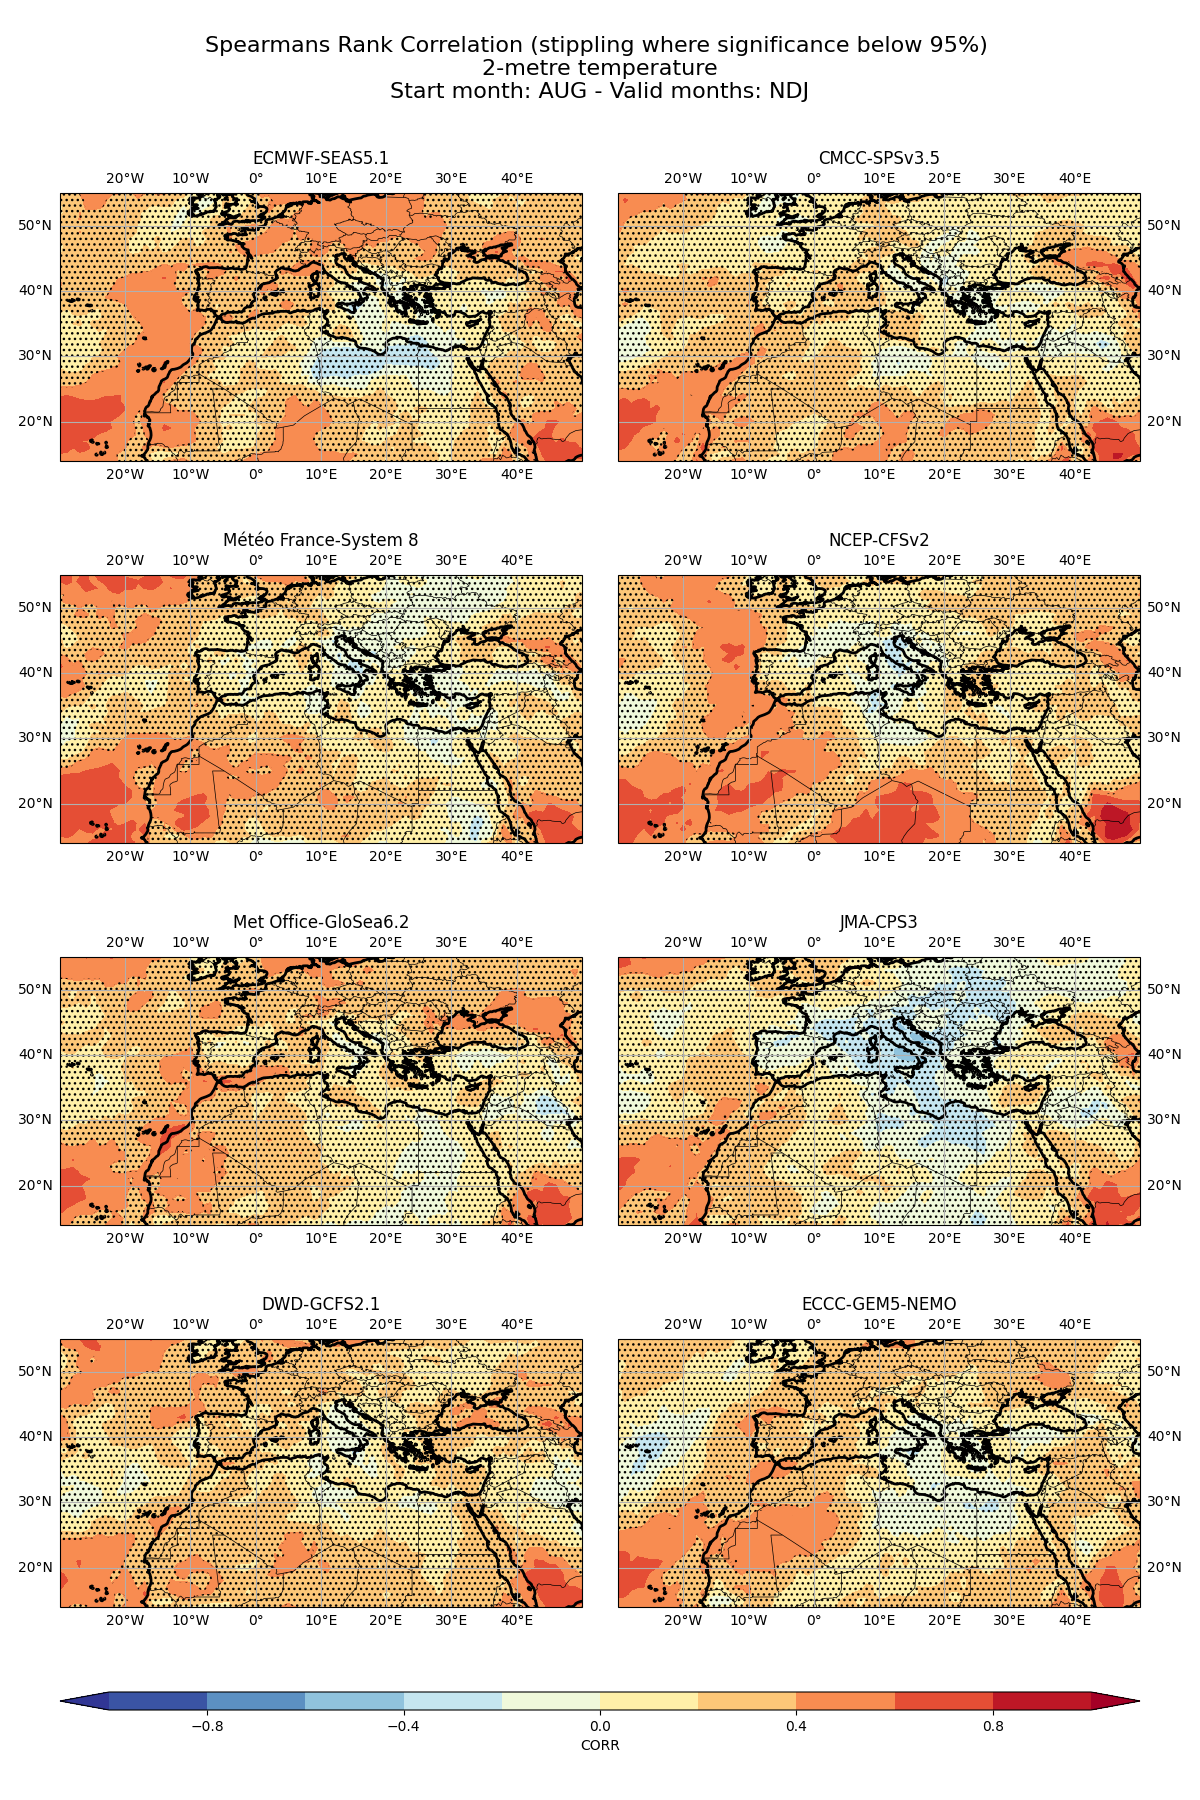 Spearmans Rank Correlation (stippling where significance below 95%)
2-metre temperature
Start month: AUG - Valid months: NDJ
ECMWF-SEAS5.1
CMCC-SPSv3.5
20°W 10°W 0° 10°E 20°E 30°E 40°E
20°W 10°W 0° 10°E 20°E 30°E 40°E
50°N
40°N
30°N
20°N
50°N
40°N
30°N
20°N
20°W 10°W 0° 10°E 20°E 30°E 40°E
20°W 10°W 0° 10°E 20°E 30°E 40°E
Météo France-System 8
NCEP-CFSv2
20°W 10°W 0° 10°E 20°E 30°E 40°E
20°W 10°W 0° 10°E 20°E 30°E 40°E
50°N
40°N
30°N
20°N
50°N
40°N
30°N
20°N
20°W 10°W 0° 10°E 20°E 30°E 40°E
20°W 10°W 0° 10°E 20°E 30°E 40°E
Met Office-GloSea6.2
JMA-CPS3
20°W 10°W 0° 10°E 20°E 30°E 40°E
20°W 10°W 0° 10°E 20°E 30°E 40°E
50°N
40°N
30°N
20°N
50°N
40°N
30°N
20°N
20°W 10°W 0° 10°E 20°E 30°E 40°E
20°W 10°W 0° 10°E 20°E 30°E 40°E
DWD-GCFS2.1
ECCC-GEM5-NEMO
20°W 10°W 0° 10°E 20°E 30°E 40°E
20°W 10°W 0° 10°E 20°E 30°E 40°E
50°N
40°N
30°N
20°N
50°N
40°N
30°N
20°N
20°W 10°W 0° 10°E 20°E 30°E 40°E
20°W 10°W 0° 10°E 20°E 30°E 40°E
−0.8 −0.4 0.0 0.4 0.8
CORR